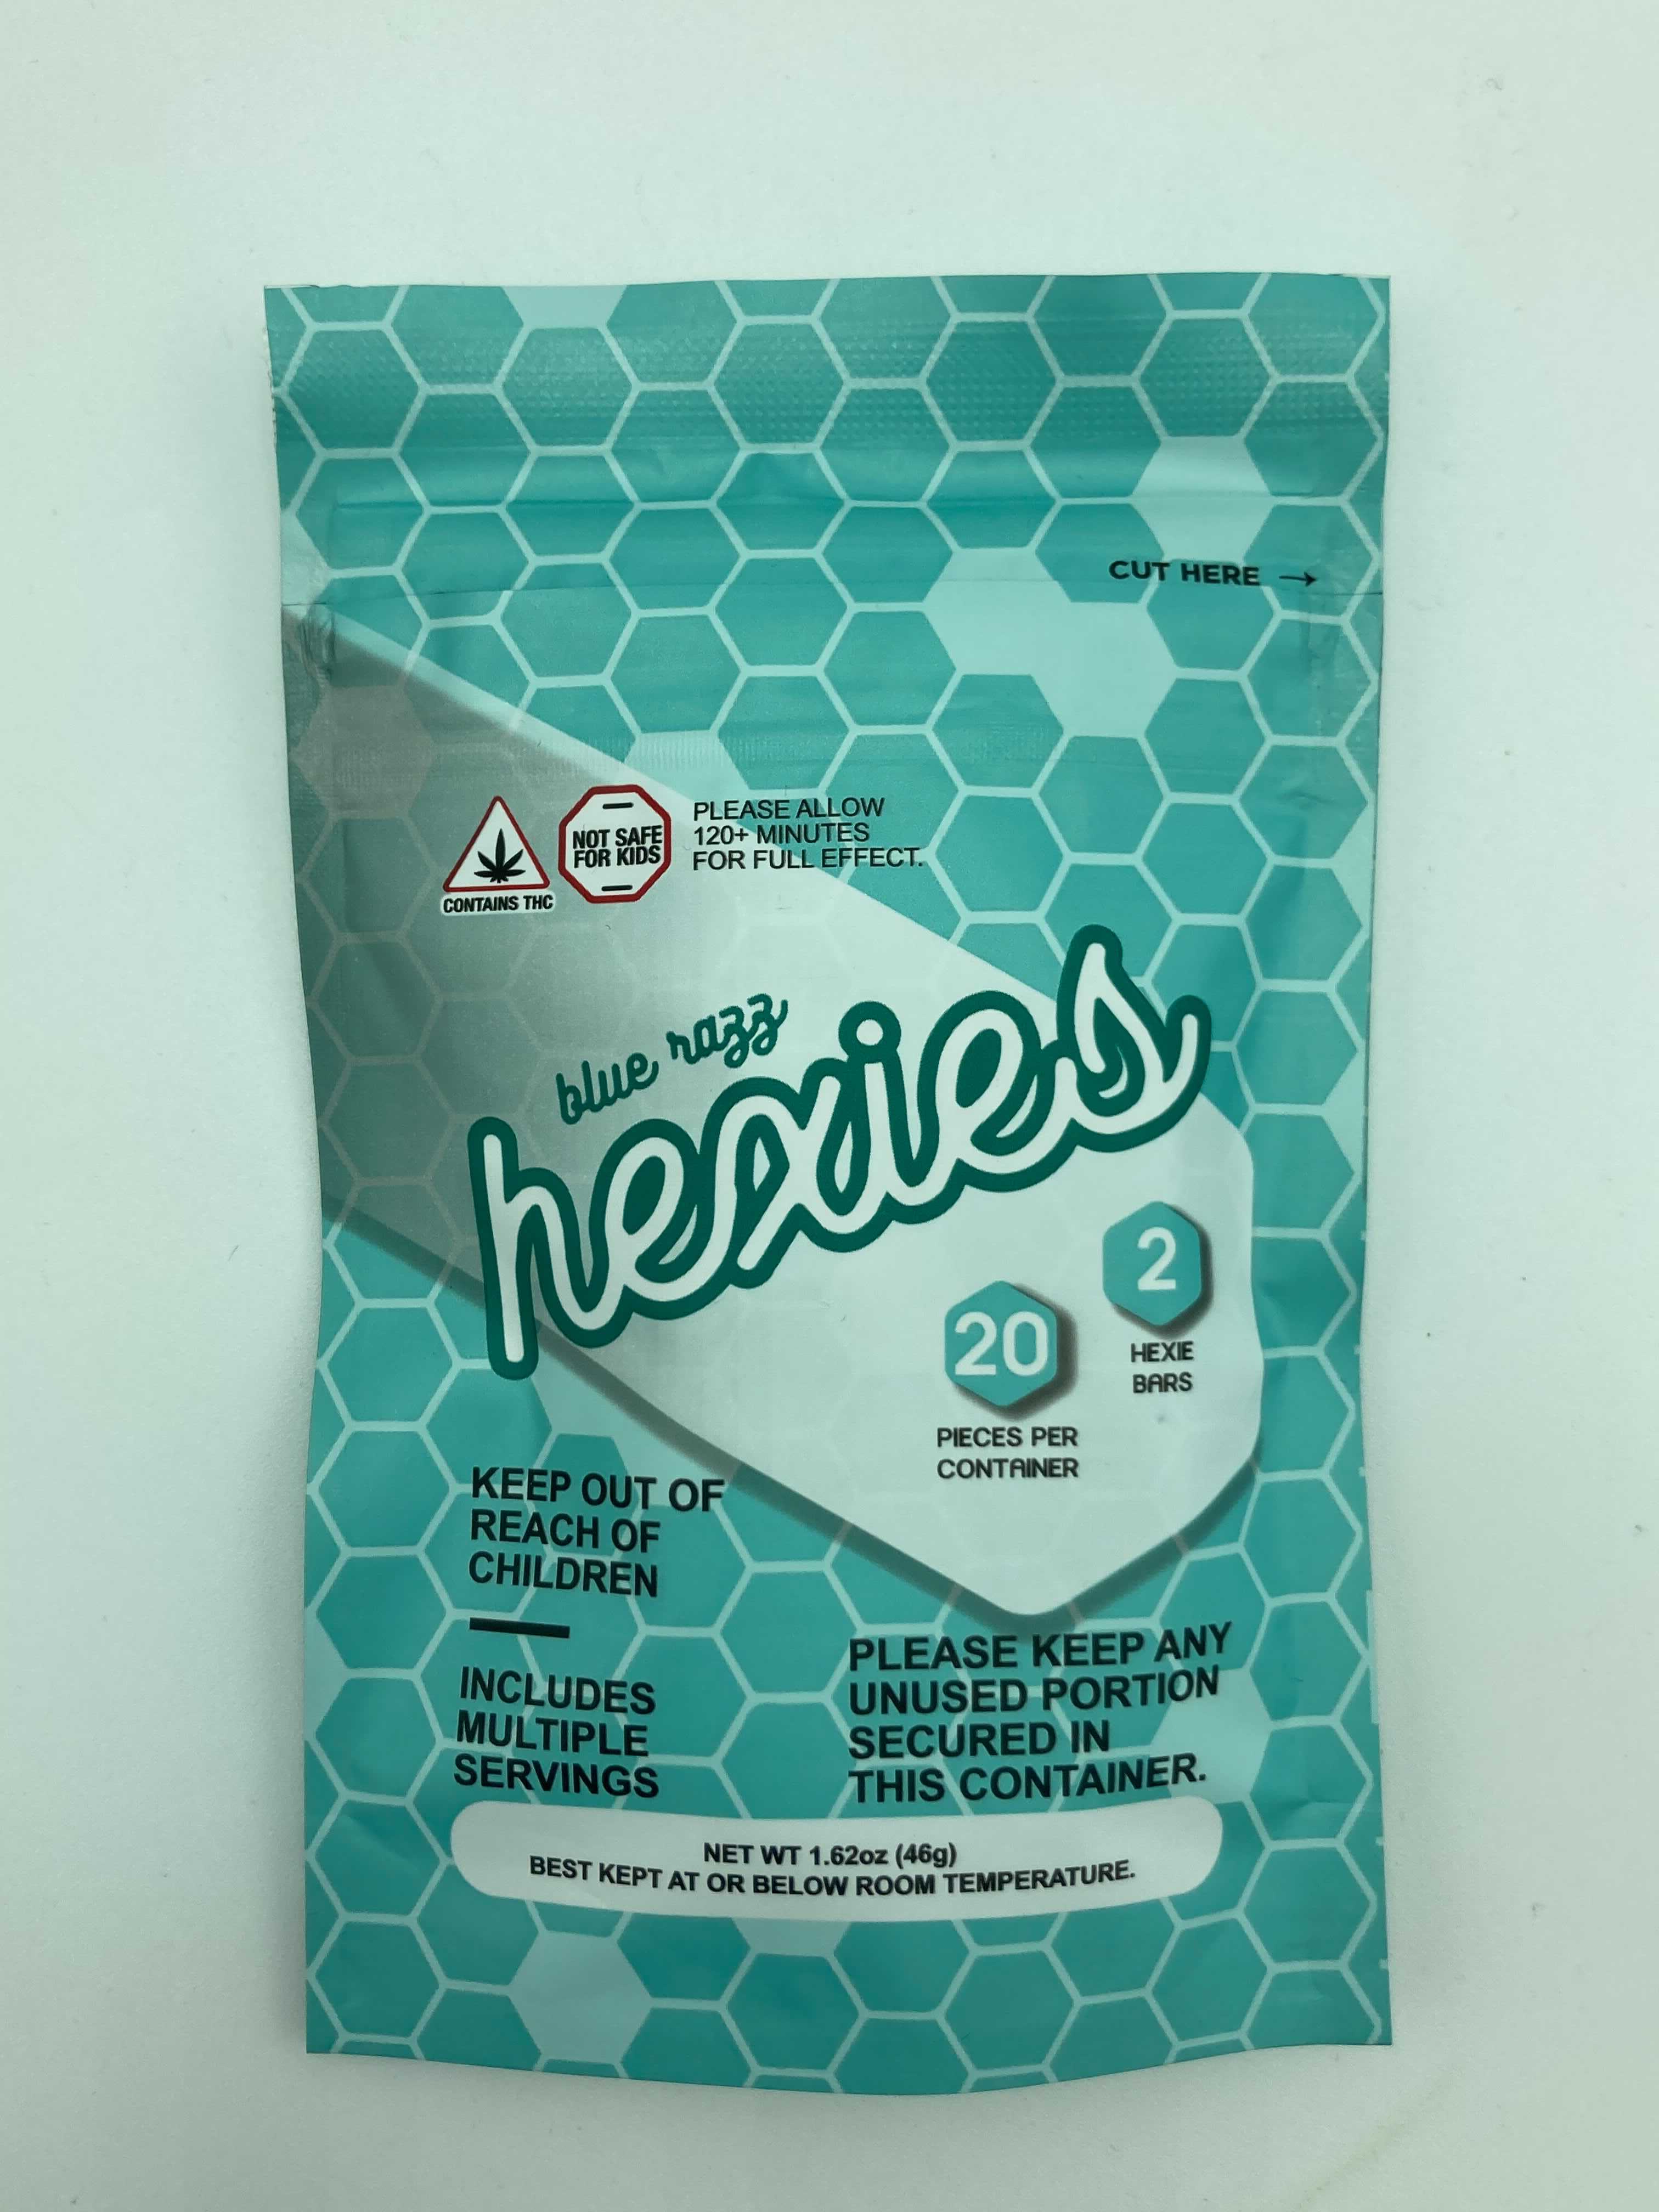 CUT HERE →
CONTAINS THC
NOT SAFE
FOR KIDS
PLEASE ALLOW
120+ MINUTES
FOR FULL EFFECT.
blue razz
hexies
20
PIECES PER
CONTAINER
2
HEXIE
BARS
KEEP OUT OF
REACH OF
CHILDREN
INCLUDES
MULTIPLE
SERVINGS
PLEASE KEEP ANY
UNUSED PORTION
SECURED IN
THIS CONTAINER.
NET WT 1.62oz (46g)
BEST KEPT AT OR BELOW ROOM TEMPERATURE.